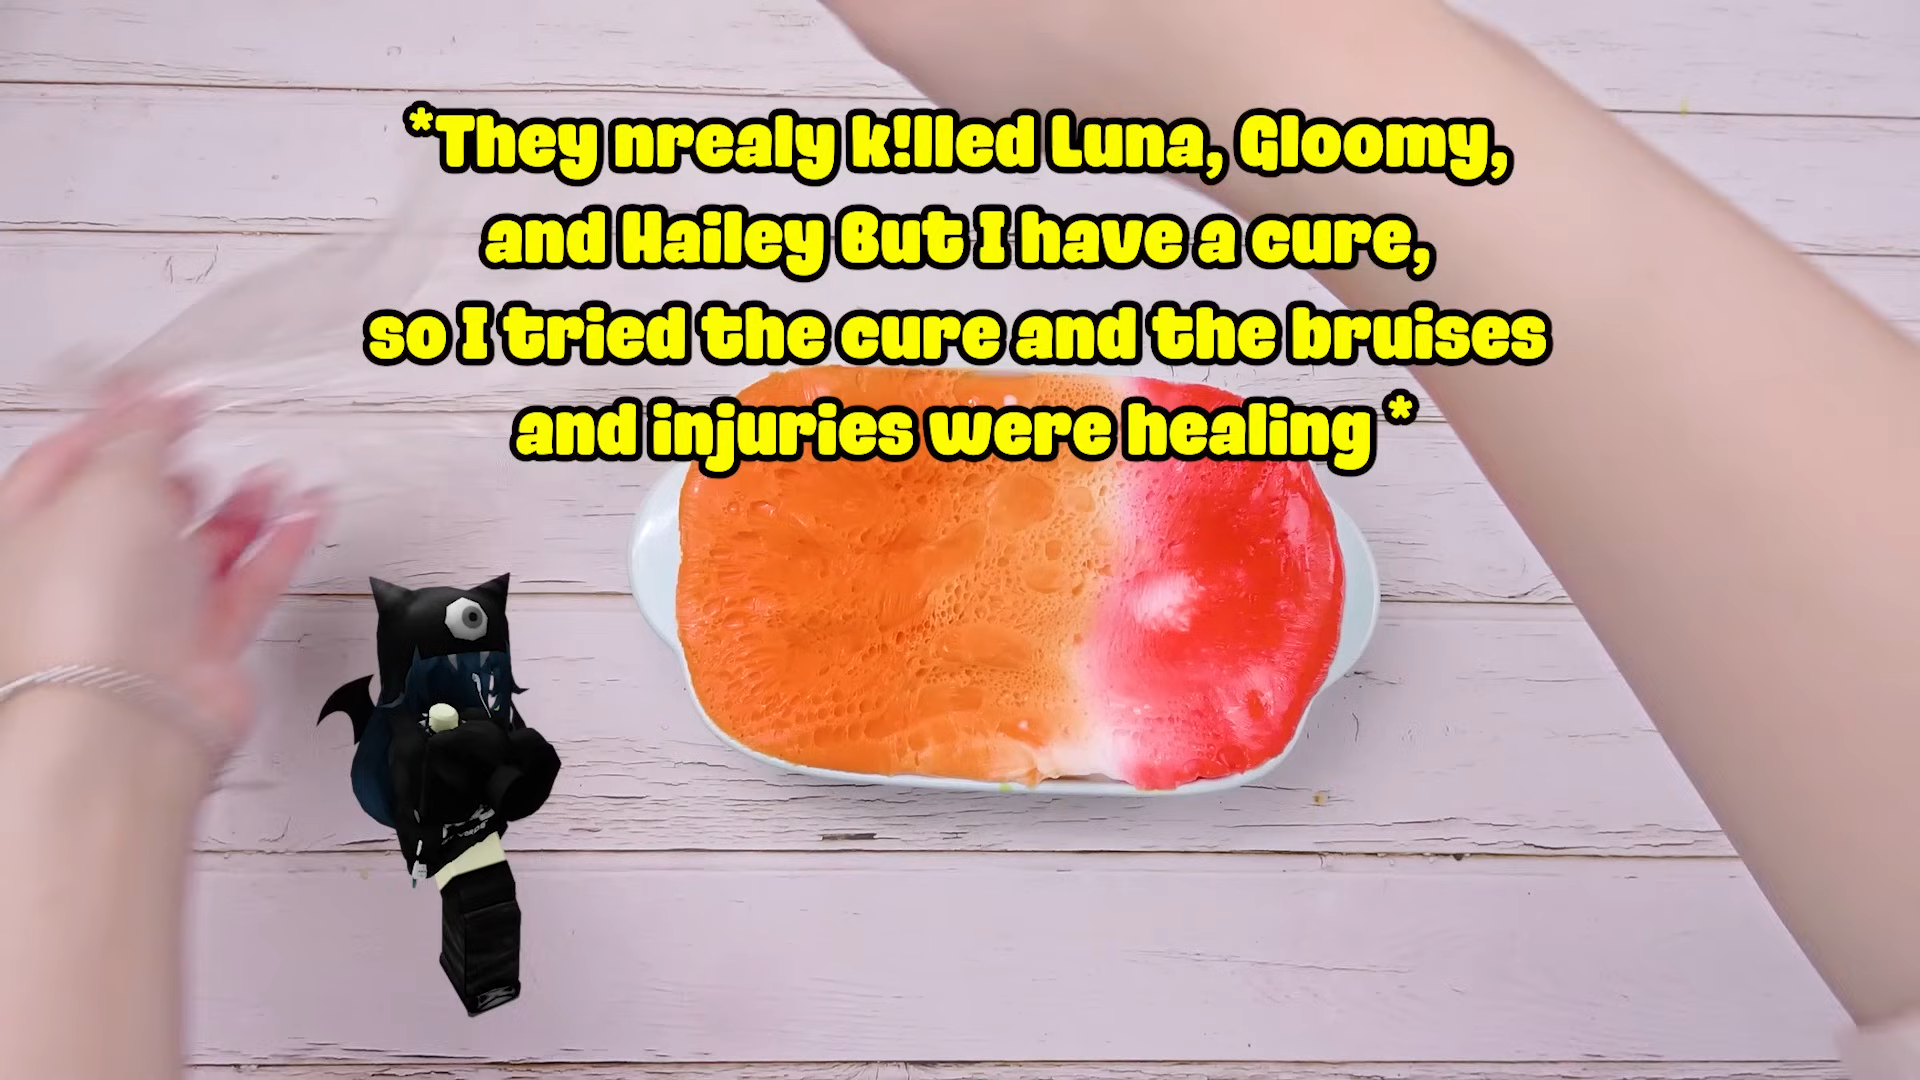 *They nrealy k!lled Luna, Gloomy,
and Hailey But I have a cure,
so I tried the cure and the bruises
and injuries were healing *